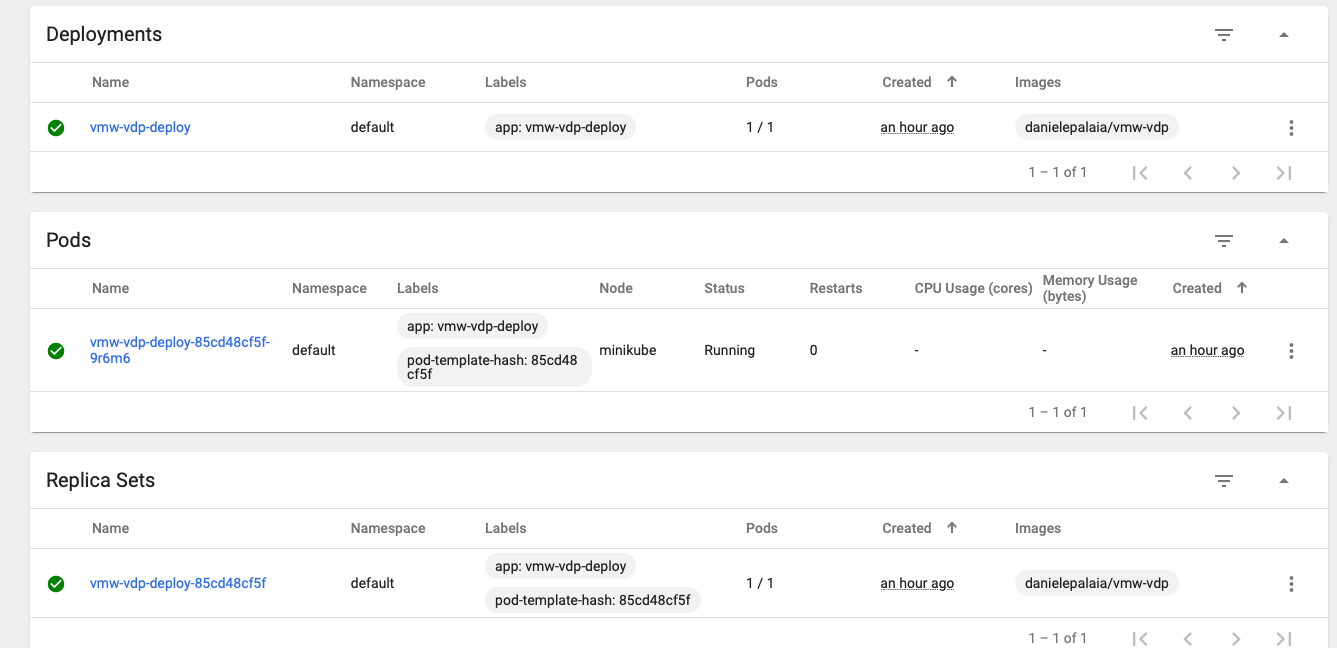 Deployments
Name Namespace Labels Pods Created Images
vmw-vdp-deploy default app: vmw-vdp-deploy 1 / 1 an hour ago danielepalaia/vmw-vdp
1 – 1 of 1
Pods
Name Namespace Labels Node Status Restarts CPU Usage (cores) Memory Usage
(bytes) Created
vmw-vdp-deploy-85cd48cf5f-
9r6m6 default app: vmw-vdp-deploy
pod-template-hash: 85cd48
cf5f minikube Running 0 - - an hour ago
1 – 1 of 1
Replica Sets
Name Namespace Labels Pods Created Images
vmw-vdp-deploy-85cd48cf5f default app: vmw-vdp-deploy
pod-template-hash: 85cd48cf5f 1 / 1 an hour ago danielepalaia/vmw-vdp
1 – 1 of 1